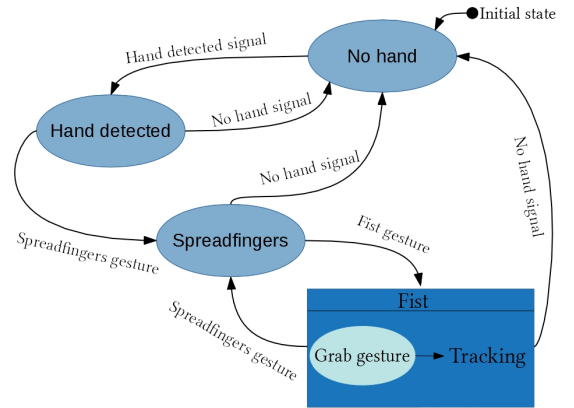 Initial state
No hand
Hand detected signal
No hand signal
Hand detected
No hand signal
No hand signal
Spreadfingers
Fist gesture
Spreadfingers gesture
Spreadfingers gesture
Fist
Grab gesture
Tracking